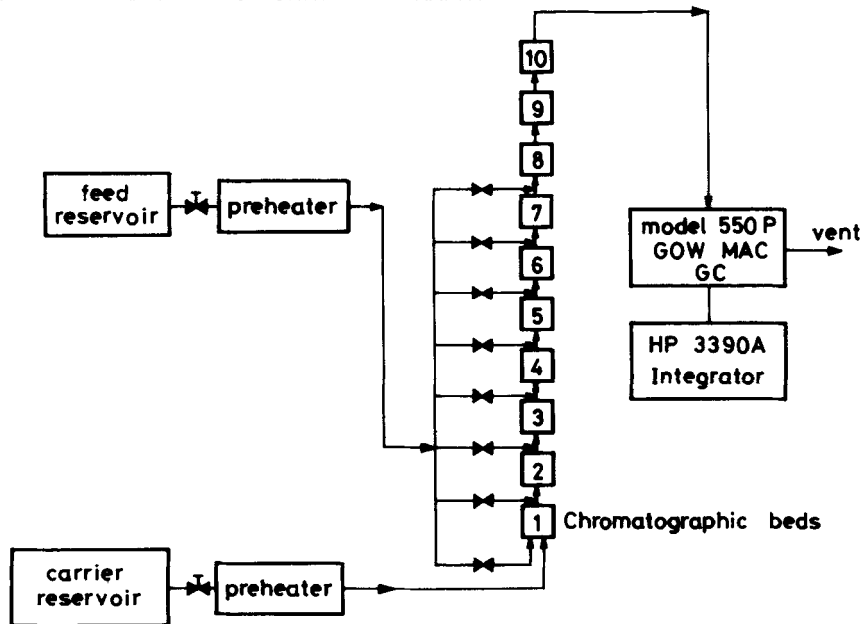 10
9
8
7
6
5
4
3
2
1
Chromatographic beds
feed
reservoir
preheater
carrier
reservoir
preheater
model 550 P
GOW MAC
GC
vent
HP 3390A
Integrator